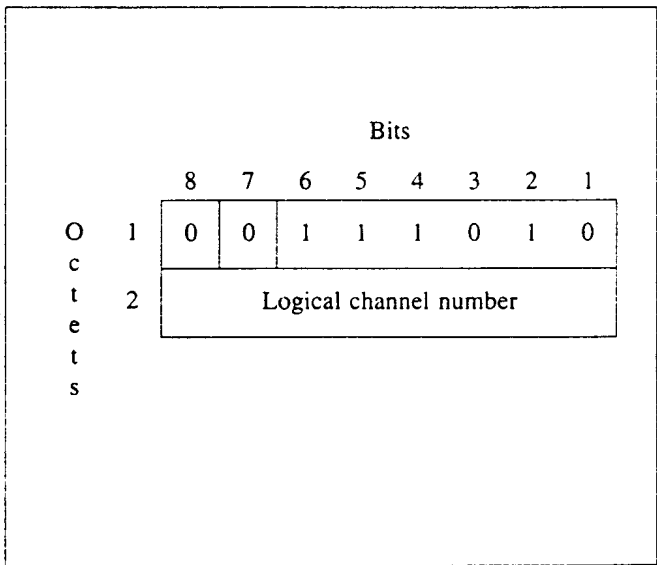 Bits
8 7 6 5 4 3 2 1
Octets
1 0 0 1 1 1 0 1 0
2 Logical channel number